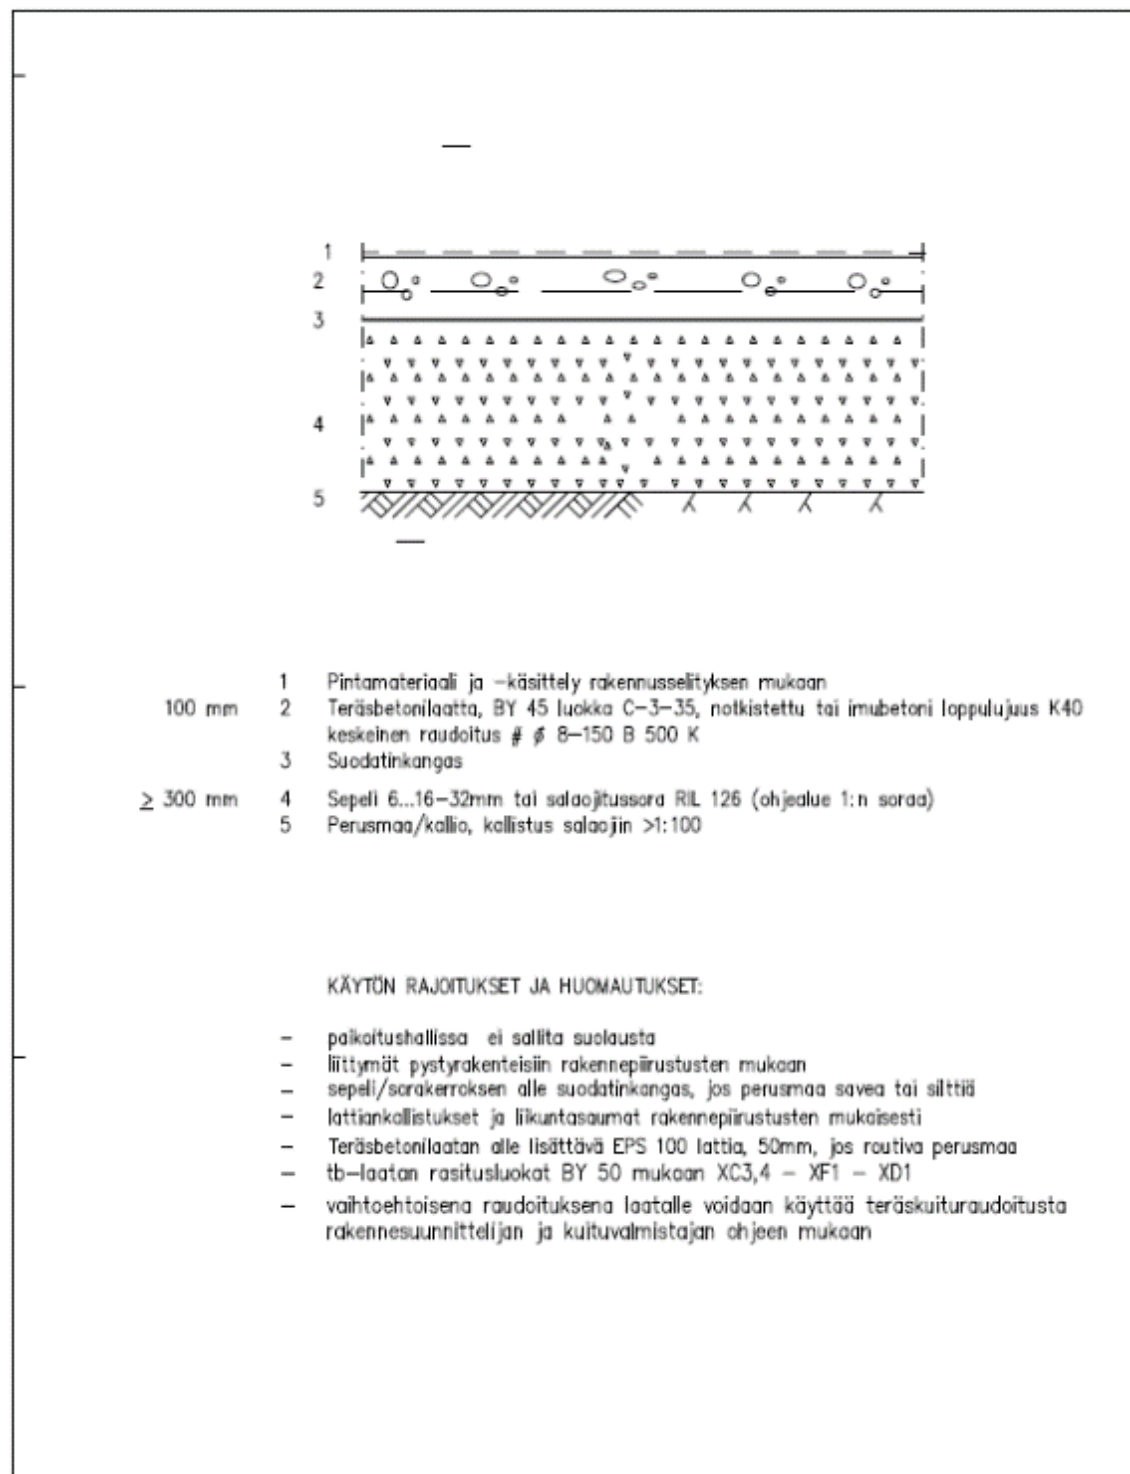 1
2
3
4
5
1 Pintamateriaali ja -käsittely rakennusselityksen mukaan
100 mm 2 Teräsbetonilaatta, BY 45 luokka C-3-35, notkistettu tai imubetoni loppulujuus K40
keskeinen raudoitus # ϕ 8-150 B 500 K
3 Suodatinkangas
≥ 300 mm 4 Sepeli 6...16-32mm tai salaojitussora RIL 126 (ohjealue 1:n soraa)
5 Perusmaa/kallio, kallistus salaojiin >1:100
KÄYTÖN RAJOITUKSET JA HUOMAUTUKSET:
- paikoitushallissa ei sallita suolausta
- liittymät pystyrakenteisiin rakennepiirustusten mukaan
- sepeli/sorakerroksen alle suodatinkangas, jos perusmaa savea tai silttiä
- lattiankallistukset ja liikuntasaumat rakennepiirustusten mukaisesti
- Teräsbetonilaatan alle lisättävä EPS 100 lattia, 50mm, jos routiva perusmaa
- tb-laatan rasitusluokat BY 50 mukaan XC3,4 - XF1 - XD1
- vaihtoehtoisena raudoituksena laatalle voidaan käyttää teräskuituraudoitusta
rakennesuunnittelijan ja kuituvalmistajan ohjeen mukaan